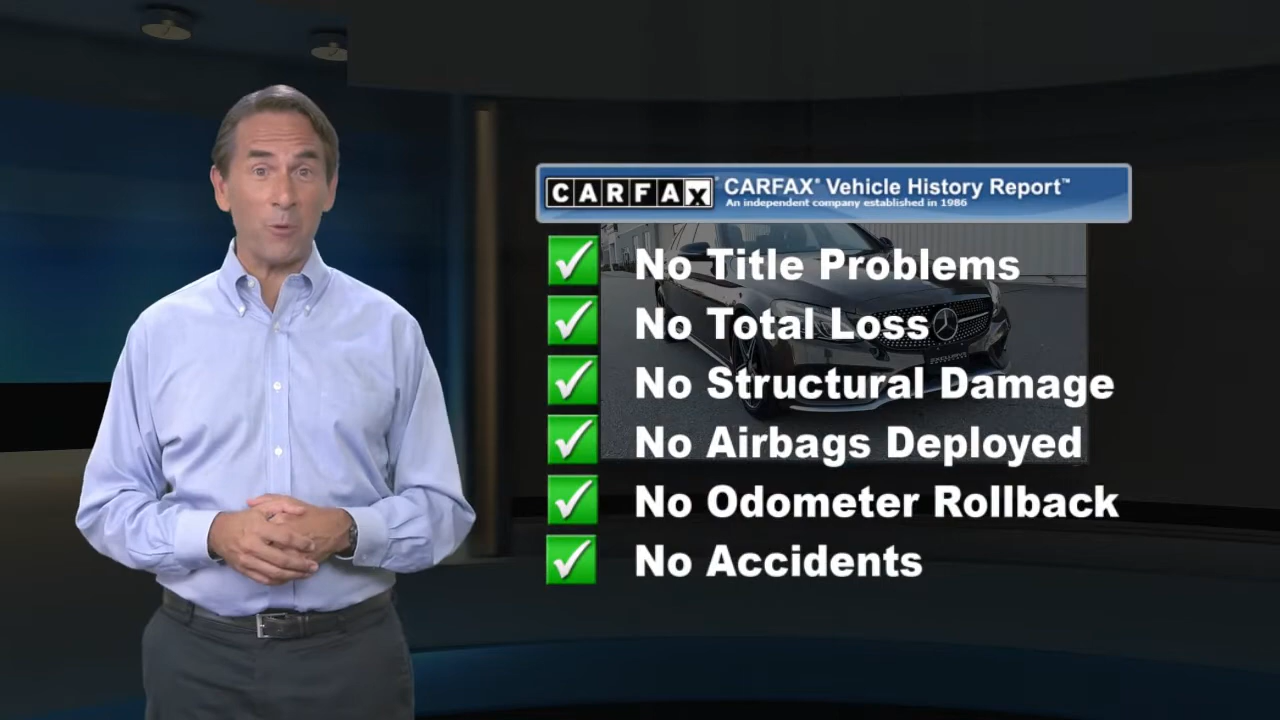 CARFAX® CARFAX® Vehicle History Report™
An independent company established in 1986
No Title Problems
No Total Loss
No Structural Damage
No Airbags Deployed
No Odometer Rollback
No Accidents